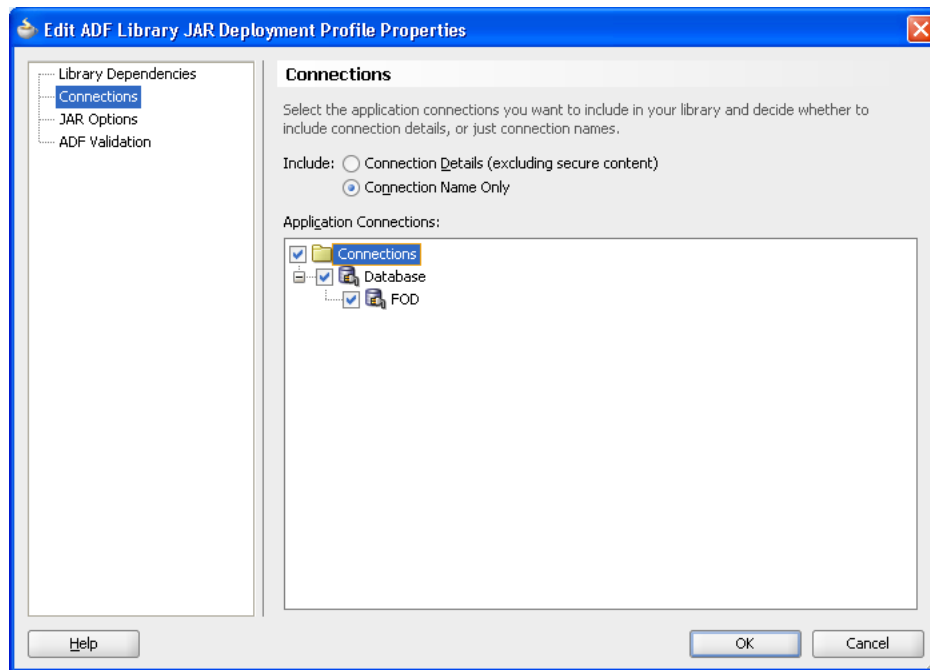 Edit ADF Library JAR Deployment Profile Properties
Library Dependencies
Connections
JAR Options
ADF Validation
Connections
Select the application connections you want to include in your library and decide whether to
include connection details, or just connection names.
Include: Connection Details (excluding secure content)
Connection Name Only
Application Connections:
Connections
Database
FOD
Help
OK
Cancel